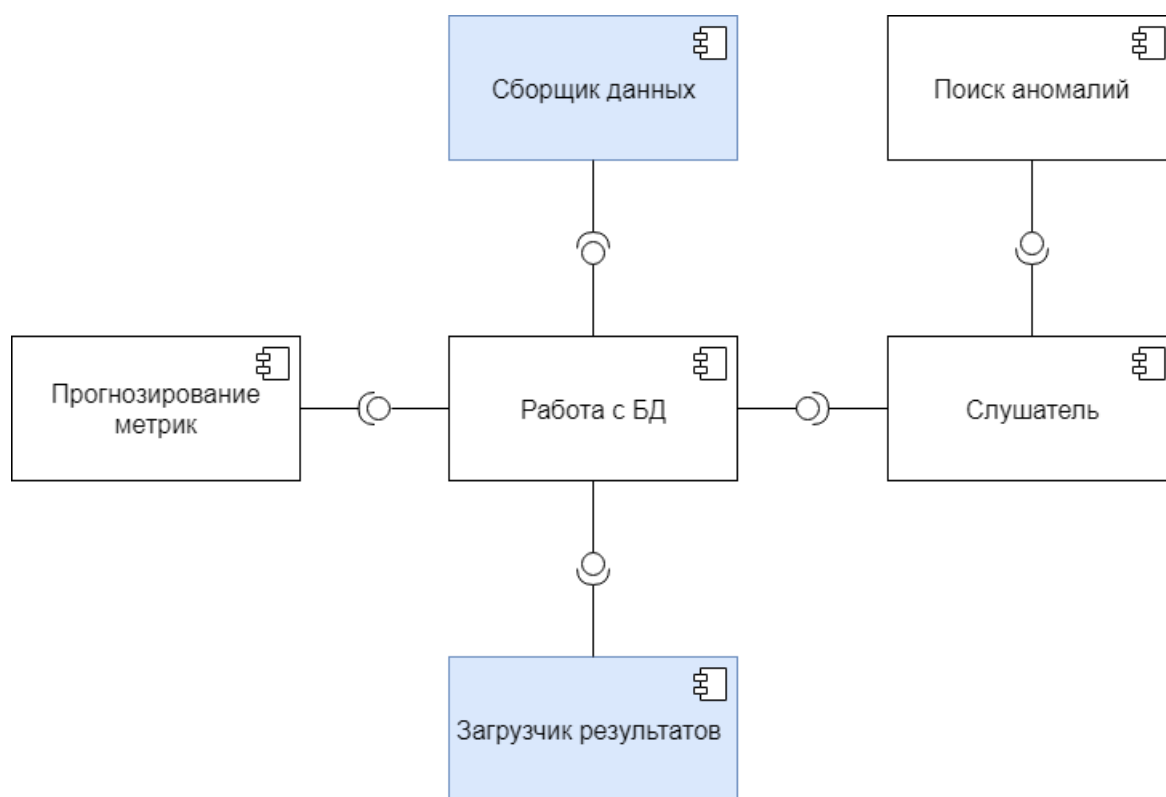 Сборщик данных
Поиск аномалий
Прогнозирование
метрик
Работа с БД
Слушатель
Загрузчик результатов